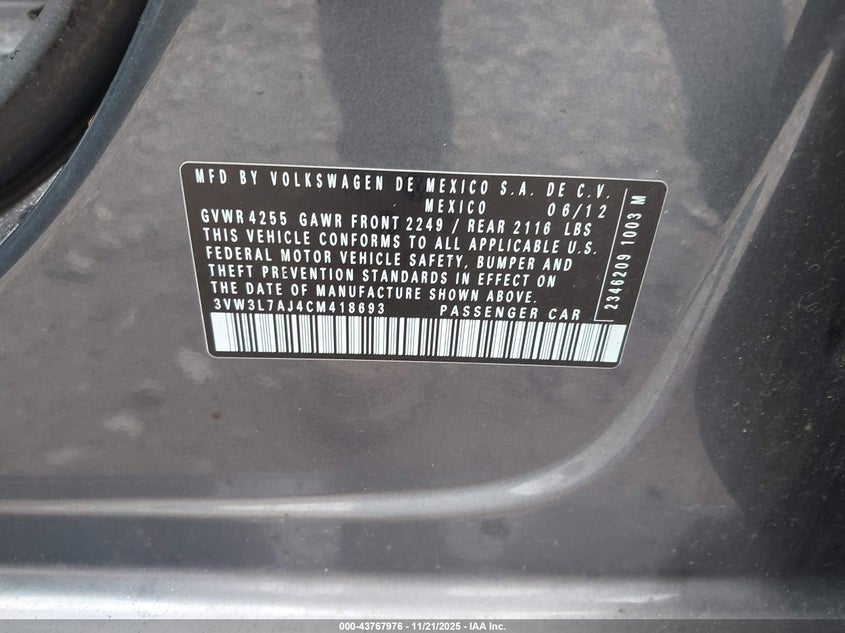 MFD BY VOLKSWAGEN DE MEXICO S.A. DE C.V.
MEXICO 06/12
GVWR 4255 GAWR FRONT 2249 / REAR 2116 LBS
THIS VEHICLE CONFORMS TO ALL APPLICABLE U.S.
FEDERAL MOTOR VEHICLE SAFETY, BUMPER AND
THEFT PREVENTION STANDARDS IN EFFECT ON
THE DATE OF MANUFACTURE SHOWN ABOVE.
3VW3L7AJ4CM418693 PASSENGER CAR
2346209 1003 M
000-43767976 - 11/21/2025 - IAA Inc.